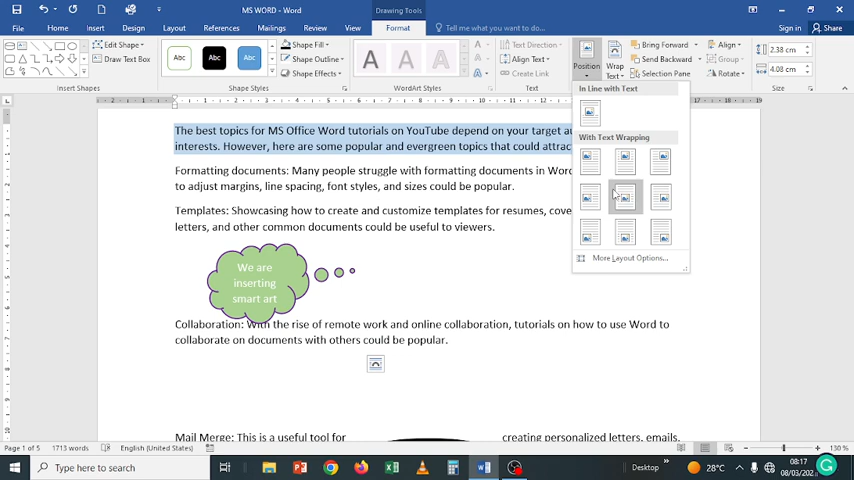 MS WORD - Word
Drawing Tools
File Home Insert Design Layout References Mailings Review View Format Tell me what you want to do... Sign in Share
Edit Shape
Draw Text Box
Insert Shapes
Abc Abc Abc
Shape Fill
Shape Outline
Shape Effects
Shape Styles
A A A
A
A
A
WordArt Styles
Text Direction
Align Text
Create Link
Text
Position
Wrap
Text
Bring Forward
Send Backward
Selection Pane
Align
Group
Rotate
2.38 cm
4.08 cm
Size
In Line with Text
With Text Wrapping
More Layout Options...
The best topics for MS Office Word tutorials on YouTube depend on your target
interests. However, here are some popular and evergreen topics that could attrac
Formatting documents: Many people struggle with formatting documents in Word
to adjust margins, line spacing, font styles, and sizes could be popular.
Templates: Showcasing how to create and customize templates for resumes, cove
letters, and other common documents could be useful to viewers.
We are
inserting
smart art
Collaboration: With the rise of remote work and online collaboration, tutorials on how to use Word to
collaborate on documents with others could be popular.
Mail Merge: This is a useful tool for creating personalized letters, emails,
Page 1 of 5 1713 words English (United States) 130 %
Type here to search
Desktop
28°C
08:17